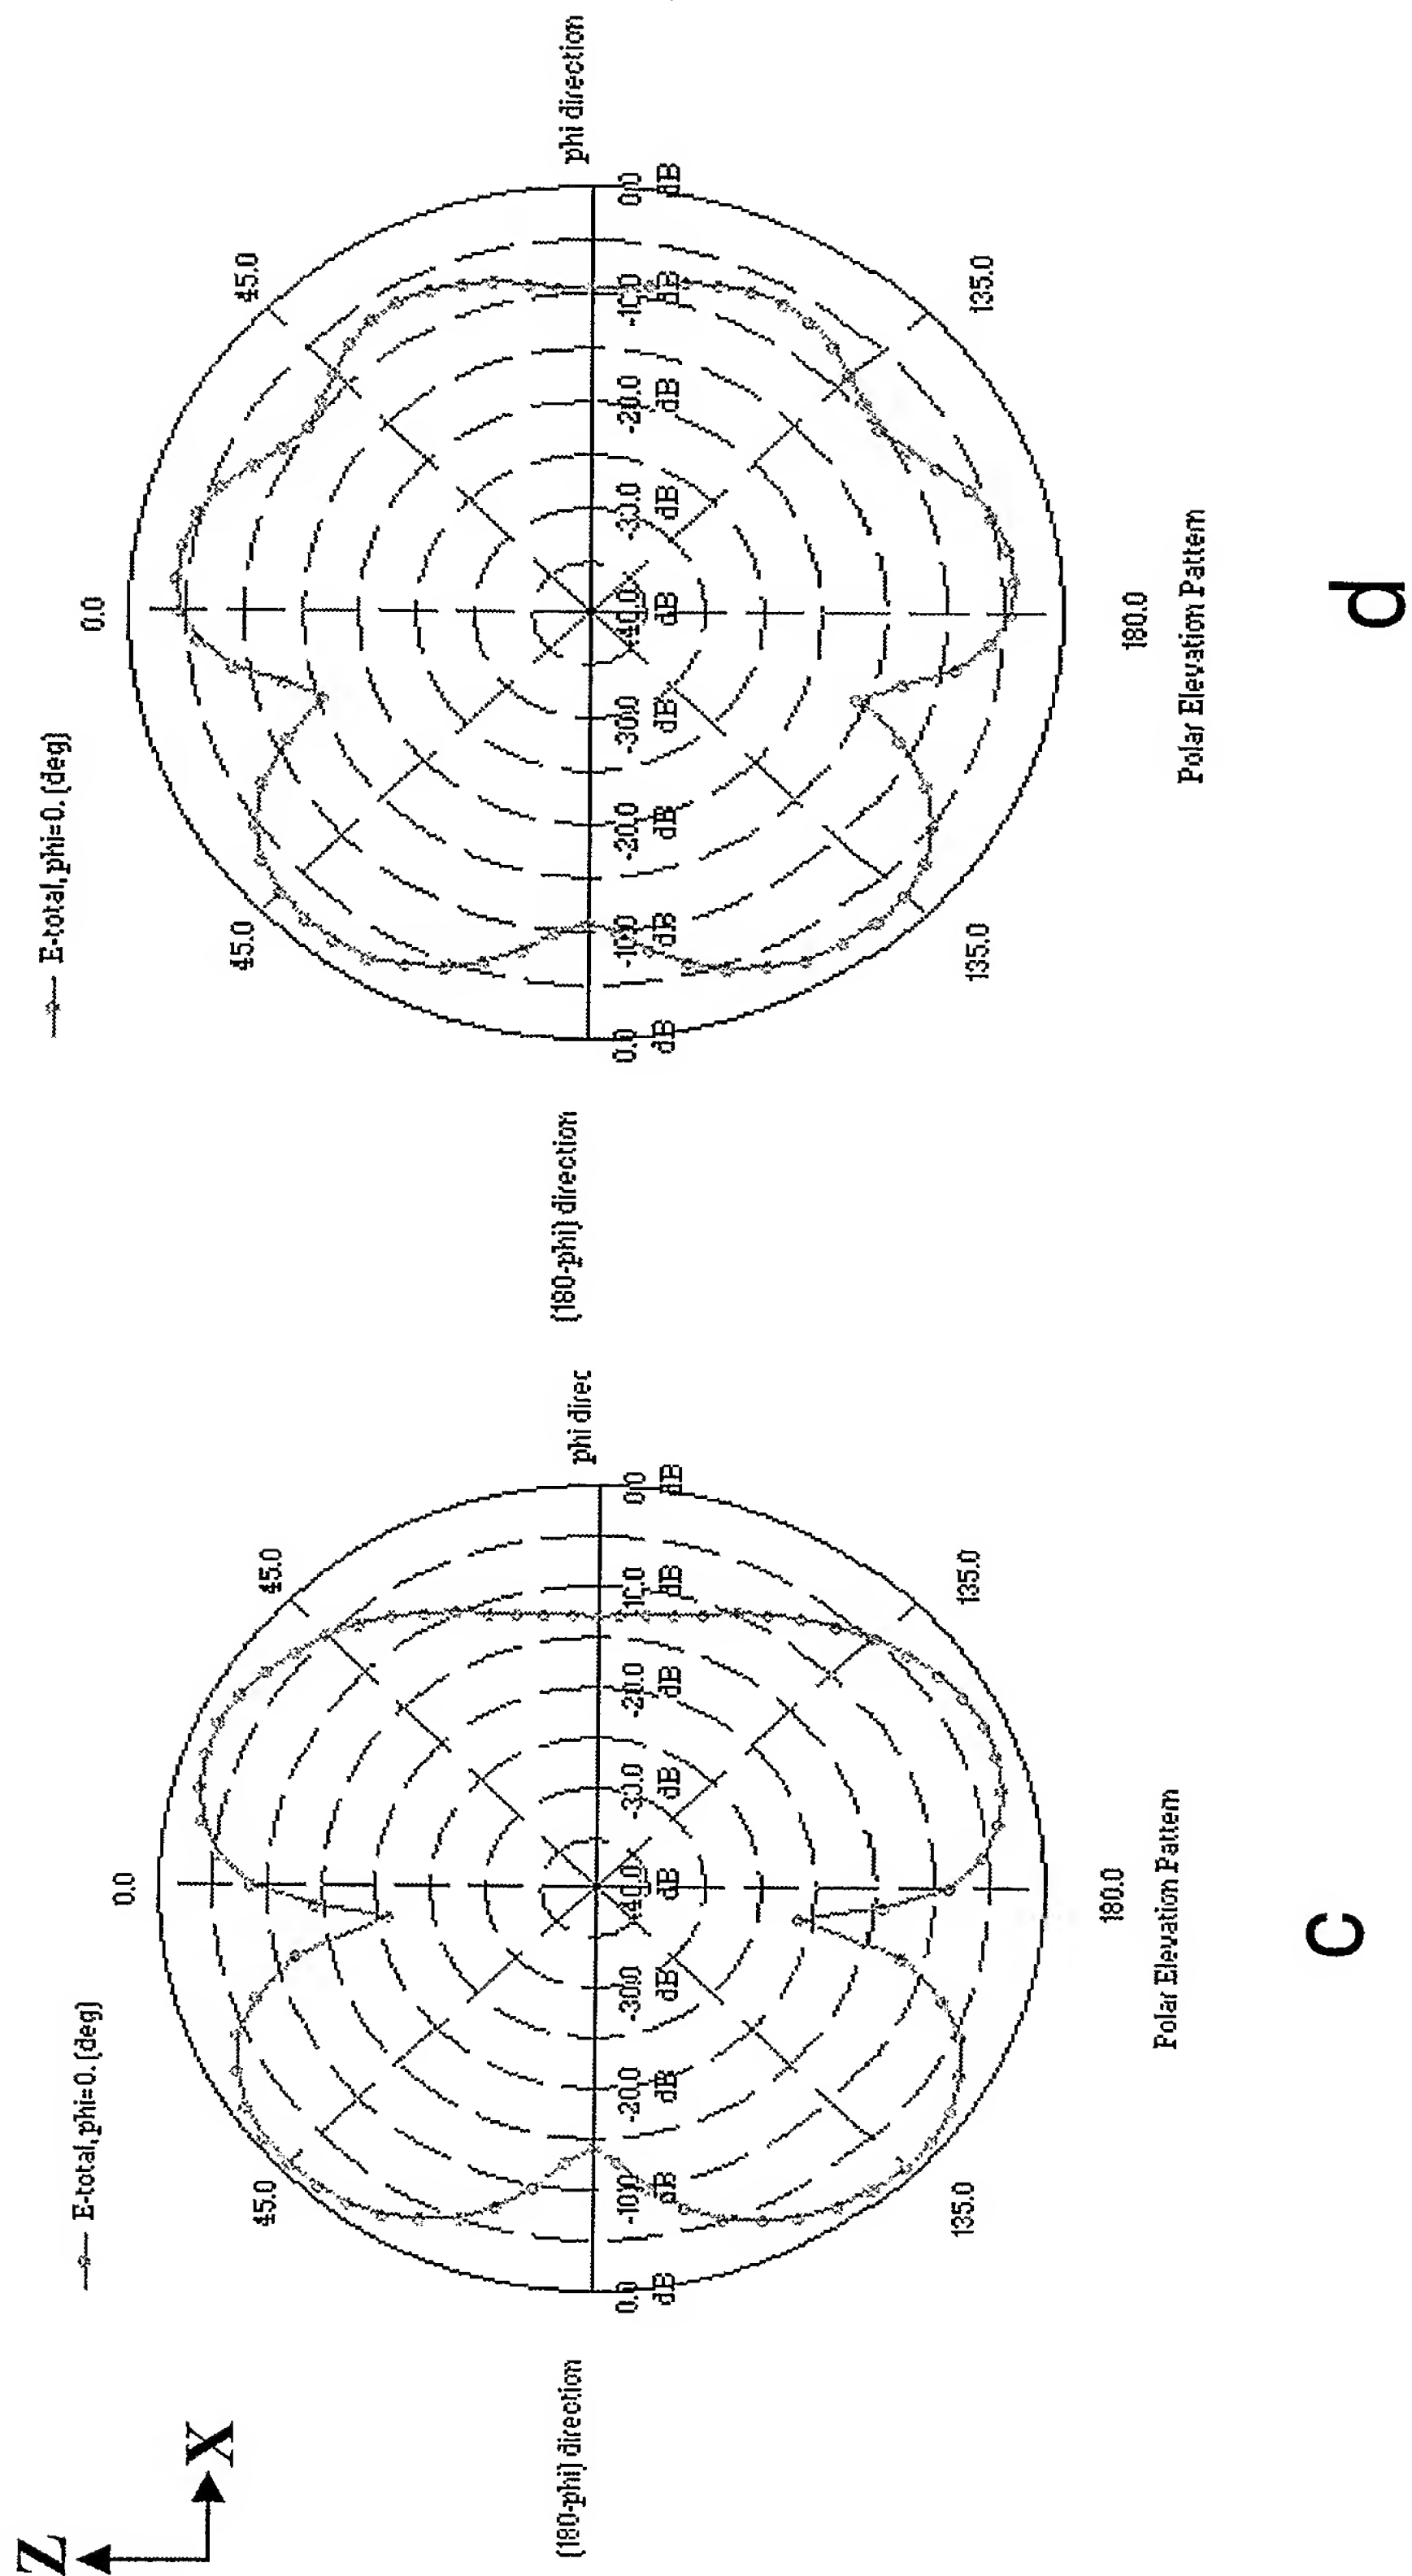 Z
X
E-total, phi=0. (deg)
0.0
45.0
45.0
(180-phi) direction
phi direc
0.0 -10.0 -20.0 -30.0 -40.0 -30.0 -20.0 -10.0 0.0
dB dB dB dB dB dB dB dB dB
135.0
135.0
180.0
Polar Elevation Pattern
c
E-total, phi=0. (deg)
0.0
45.0
45.0
(180-phi) direction
phi direction
0.0 -10.0 -20.0 -30.0 -40.0 -30.0 -20.0 -10.0 0.0
dB dB dB dB dB dB dB dB dB
135.0
135.0
180.0
Polar Elevation Pattern
d